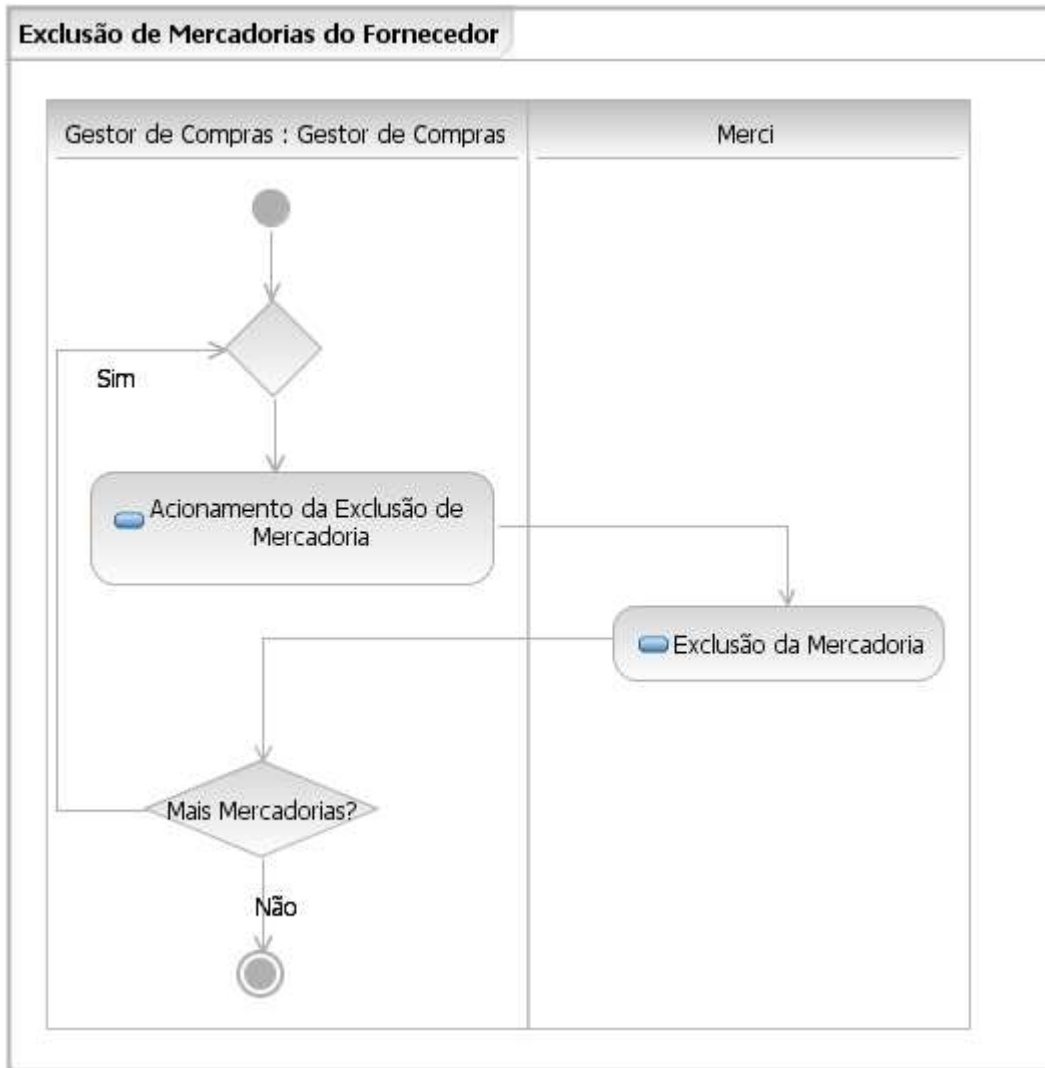 Exclusão de Mercadorias do Fornecedor
Gestor de Compras : Gestor de Compras
Merci
Sim
Acionamento da Exclusão de
Mercadoria
Exclusão da Mercadoria
Mais Mercadorias?
Não